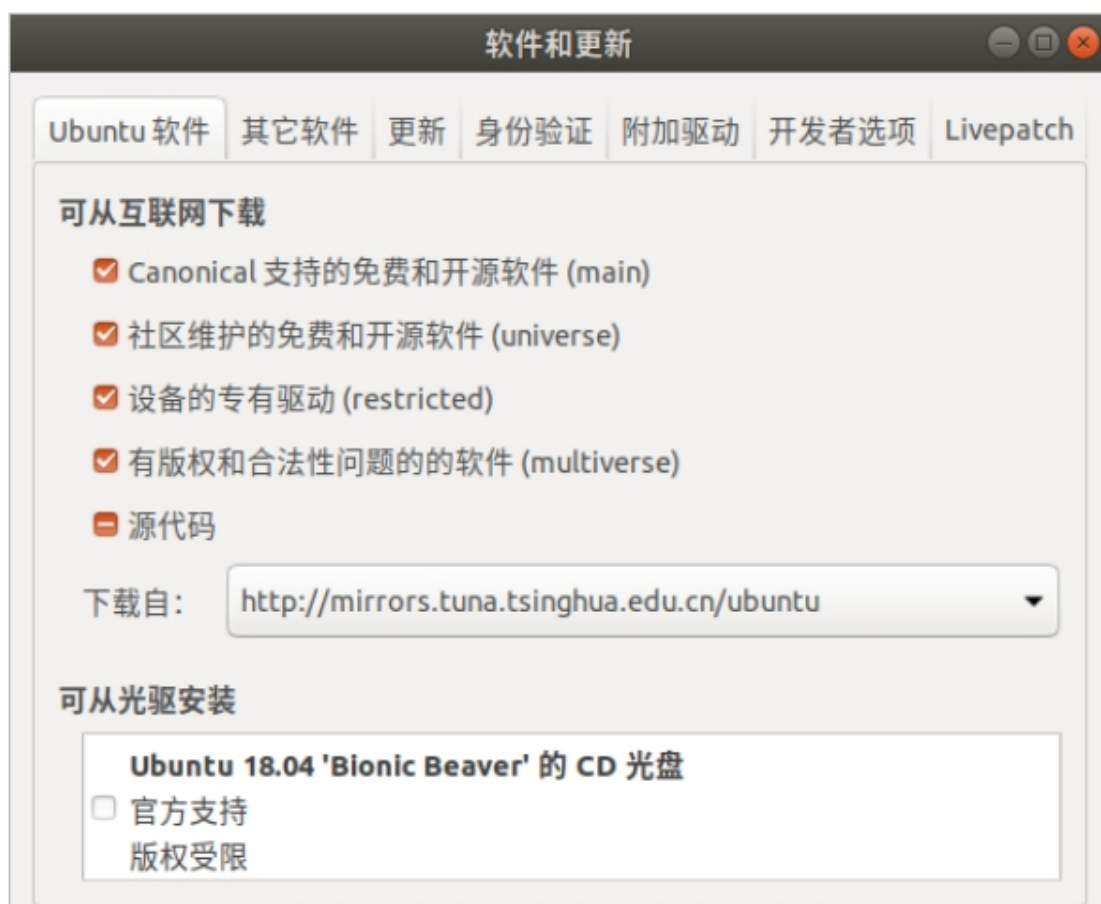 软件和更新
Ubuntu 软件 其它软件 更新 身份验证 附加驱动 开发者选项 Livepatch
可从互联网下载
Canonical 支持的免费和开源软件 (main)
社区维护的免费和开源软件 (universe)
设备的专有驱动 (restricted)
有版权和合法性问题的的软件 (multiverse)
源代码
下载自： http://mirrors.tuna.tsinghua.edu.cn/ubuntu
可从光驱安装
Ubuntu 18.04 'Bionic Beaver' 的 CD 光盘
官方支持
版权受限